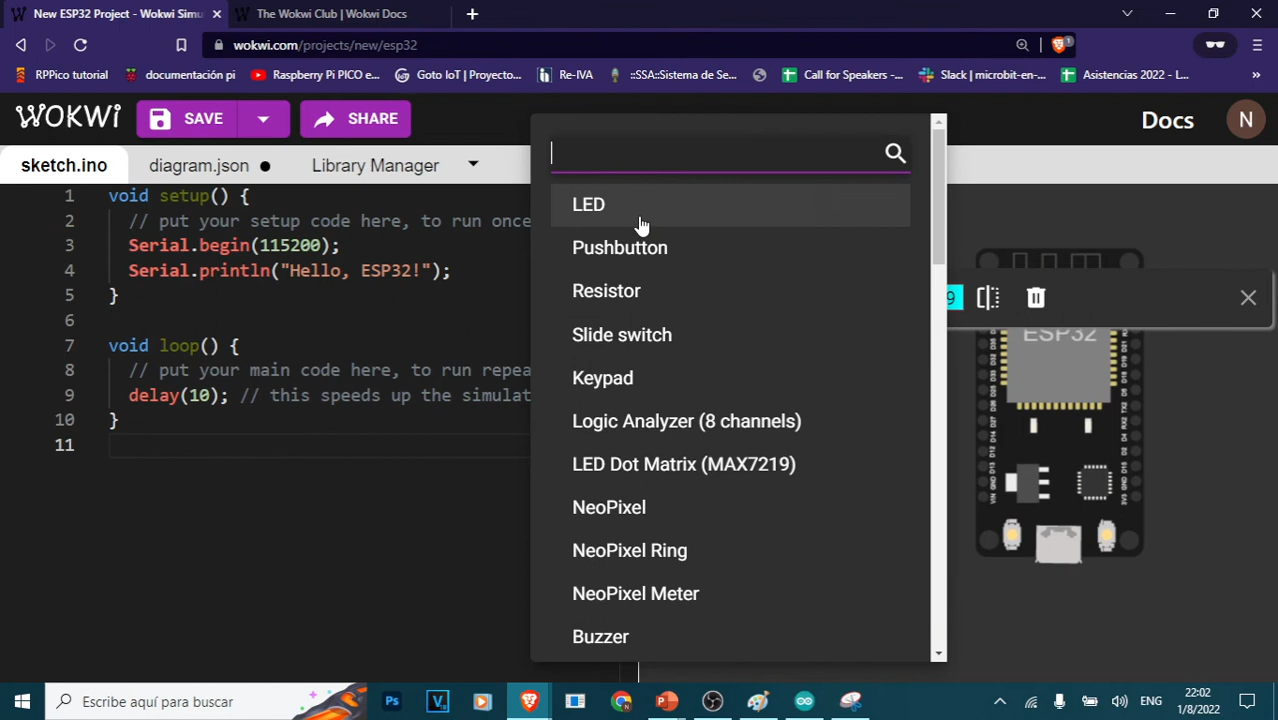 New ESP32 Project - Wokwi Simu
The Wokwi Club | Wokwi Docs
wokwi.com/projects/new/esp32
1
RPPico tutorial
documentación pi
Raspberry Pi PICO e...
Goto IoT | Proyecto...
Re-IVA
::SSA::Sistema de Se...
Call for Speakers -...
Slack | microbit-en-...
Asistencias 2022 - L...
»
WOKWI
SAVE
SHARE
Docs
N
sketch.ino
diagram.json
Library Manager
1 void setup() {
2 // put your setup code here, to run once
3 Serial.begin(115200);
4 Serial.println("Hello, ESP32!");
5 }
6
7 void loop() {
8 // put your main code here, to run repea
9 delay(10); // this speeds up the simulat
10 }
11
LED
Pushbutton
Resistor
Slide switch
Keypad
Logic Analyzer (8 channels)
LED Dot Matrix (MAX7219)
NeoPixel
NeoPixel Ring
NeoPixel Meter
Buzzer
9
ESP32
Escribe aquí para buscar
Ps
ENG
22:02
1/8/2022